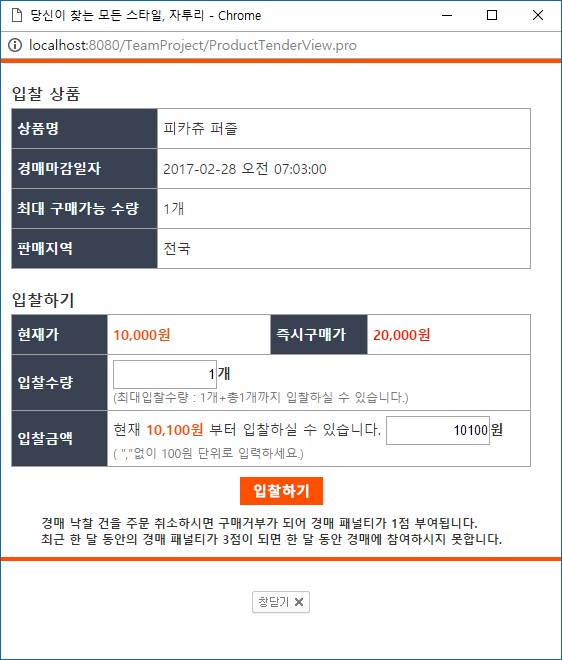 당신이 찾는 모든 스타일, 자투리 - Chrome
localhost:8080/TeamProject/ProductTenderView.pro
입찰 상품
상품명 피카츄 퍼즐
경매마감일자 2017-02-28 오전 07:03:00
최대 구매가능 수량 1개
판매지역 전국
입찰하기
현재가 10,000원 즉시구매가 20,000원
입찰수량 1개
(최대입찰수량 : 1개+총1개까지 입찰하실 수 있습니다.)
입찰금액 현재 10,100원 부터 입찰하실 수 있습니다. 10100원
( ","없이 100원 단위로 입력하세요.)
입찰하기
경매 낙찰 건을 주문 취소하시면 구매거부가 되어 경매 패널티가 1점 부여됩니다.
최근 한 달 동안의 경매 패널티가 3점이 되면 한 달 동안 경매에 참여하시지 못합니다.
창닫기